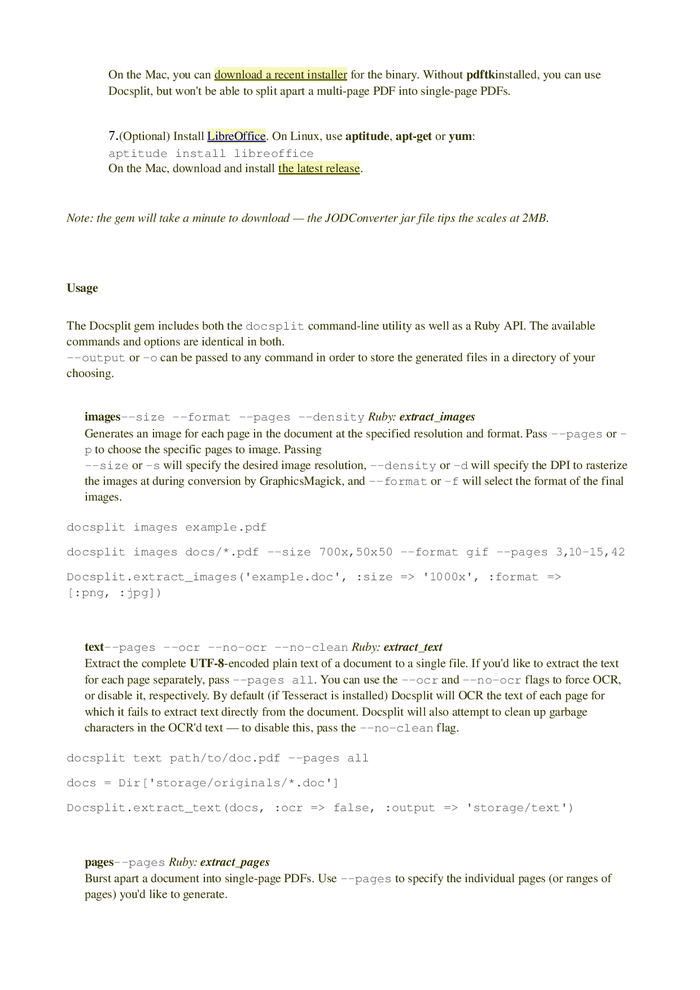 On the Mac, you can download a recent installer for the binary. Without pdftkinstalled, you can use
Docsplit, but won't be able to split apart a multi-page PDF into single-page PDFs.
7.(Optional) Install LibreOffice. On Linux, use aptitude, apt-get or yum:
aptitude install libreoffice
On the Mac, download and install the latest release.
Note: the gem will take a minute to download — the JODConverter jar file tips the scales at 2MB.
Usage
The Docsplit gem includes both the docsplit command-line utility as well as a Ruby API. The available
commands and options are identical in both.
--output or -o can be passed to any command in order to store the generated files in a directory of your
choosing.
images--size --format --pages --density Ruby: extract_images
Generates an image for each page in the document at the specified resolution and format. Pass --pages or -
p to choose the specific pages to image. Passing
--size or -s will specify the desired image resolution, --density or -d will specify the DPI to rasterize
the images at during conversion by GraphicsMagick, and --format or -f will select the format of the final
images.
docsplit images example.pdf
docsplit images docs/*.pdf --size 700x,50x50 --format gif --pages 3,10-15,42
Docsplit.extract_images('example.doc', :size => '1000x', :format =>
[:png, :jpg])
text--pages --ocr --no-ocr --no-clean Ruby: extract_text
Extract the complete UTF-8-encoded plain text of a document to a single file. If you'd like to extract the text
for each page separately, pass --pages all. You can use the --ocr and --no-ocr flags to force OCR,
or disable it, respectively. By default (if Tesseract is installed) Docsplit will OCR the text of each page for
which it fails to extract text directly from the document. Docsplit will also attempt to clean up garbage
characters in the OCR'd text — to disable this, pass the --no-clean flag.
docsplit text path/to/doc.pdf --pages all
docs = Dir['storage/originals/*.doc']
Docsplit.extract_text(docs, :ocr => false, :output => 'storage/text')
pages--pages Ruby: extract_pages
Burst apart a document into single-page PDFs. Use --pages to specify the individual pages (or ranges of
pages) you'd like to generate.